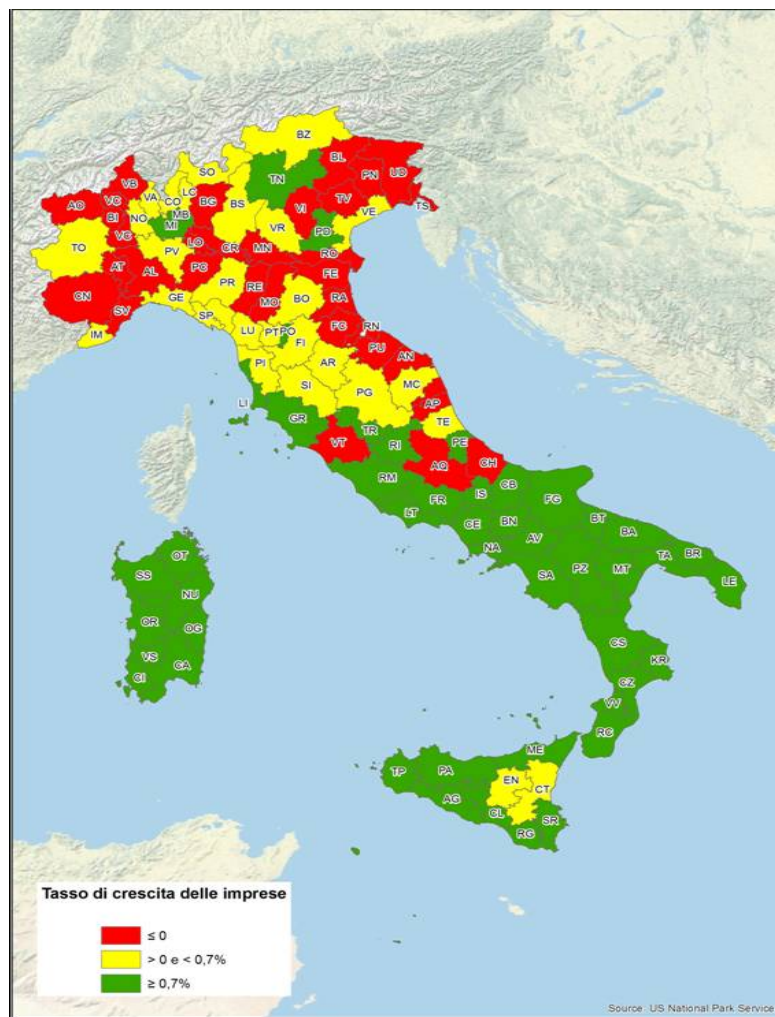 BZ
SO
BL
PN
UD
TN
VB
LC
AO
VC
VA
CO
BG
BS
TV
VI
BI
NO
MB
MI
VR
VE
TS
PD
VC
LO
TO
PV
CR
MN
RO
AT
AL
PC
FE
PR
RE
CN
GE
MO
BO
RA
SV
SP
FC
RN
IM
LU
PT
PO
FI
PU
AN
PI
AR
MC
SI
PG
AP
LI
TE
GR
TR
VT
RI
PE
AQ
CH
RM
CB
FR
IS
FG
LT
BT
CE
BN
BA
NA
AV
TA
BR
SA
PZ
MT
LE
OT
SS
NU
OR
OG
CS
VS
CA
KR
CI
CZ
VV
RC
ME
TP
PA
EN
CT
AG
CL
SR
RG
Tasso di crescita delle imprese
≤ 0
> 0 e < 0,7%
≥ 0,7%
Source: US National Park Service